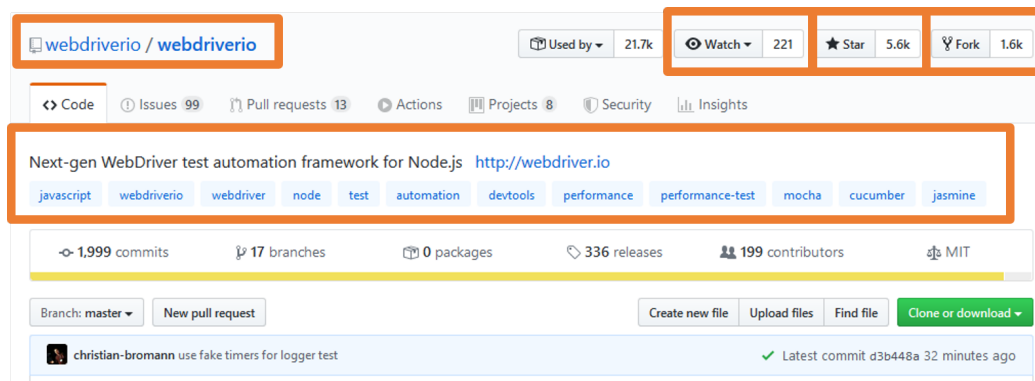 webdriverio / webdriverio Used by 21.7k Watch 221 Star 5.6k Fork 1.6k
Code Issues 99 Pull requests 13 Actions Projects 8 Security Insights
Next-gen WebDriver test automation framework for Node.js http://webdriver.io
javascript webdriverio webdriver node test automation devtools performance performance-test mocha cucumber jasmine
1,999 commits 17 branches 0 packages 336 releases 199 contributors MIT
Branch: master New pull request Create new file Upload files Find file Clone or download
christian-bromann use fake timers for logger test Latest commit d3b448a 32 minutes ago